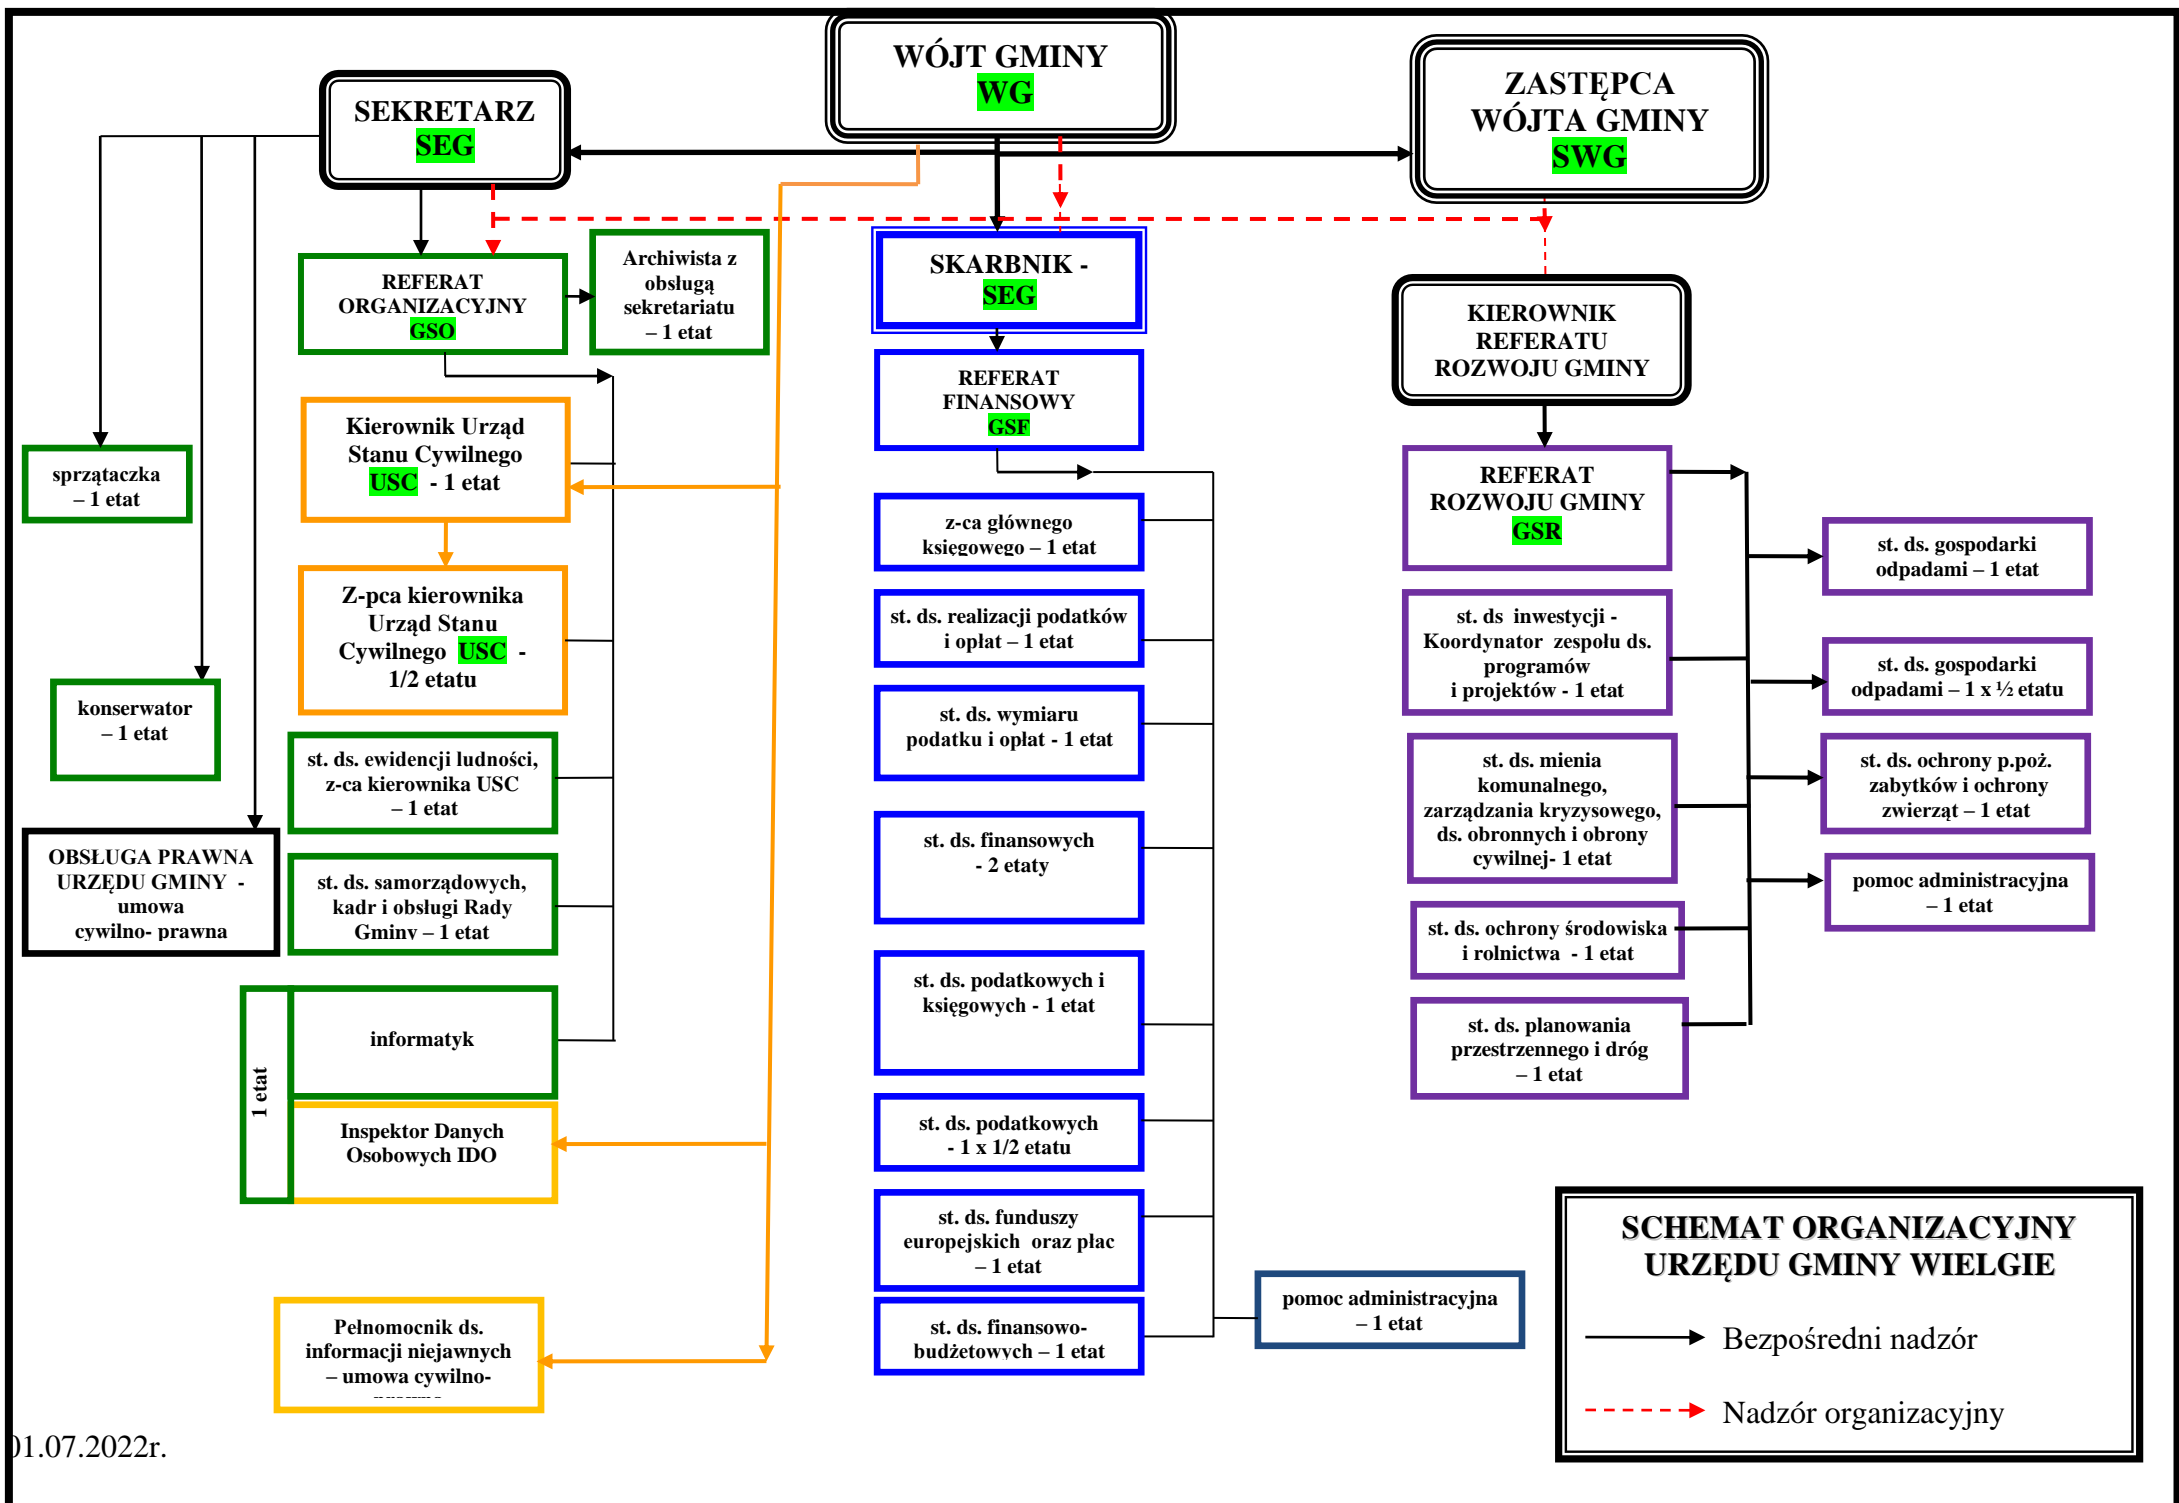 WÓJT GMINY
WG
SEKRETARZ
SEG
ZASTĘPCA
WÓJTA GMINY
SWG
REFERAT
ORGANIZACYJNY
GSO
Archiwista z
obsługą
sekretariatu
– 1 etat
SKARBNIK -
SEG
KIEROWNIK
REFERATU
ROZWOJU GMINY
REFERAT
FINANSOWY
GSF
Kierownik Urząd
Stanu Cywilnego
USC - 1 etat
sprzątaczka
– 1 etat
REFERAT
ROZWOJU GMINY
GSR
z-ca głównego
księgowego – 1 etat
st. ds. gospodarki
odpadami – 1 etat
Z-pca kierownika
Urząd Stanu
Cywilnego USC -
1/2 etatu
st. ds. realizacji podatków
i opłat – 1 etat
st. ds inwestycji -
Koordynator zespołu ds.
programów
i projektów - 1 etat
st. ds. gospodarki
odpadami – 1 x ½ etatu
konserwator
– 1 etat
st. ds. wymiaru
podatku i opłat - 1 etat
st. ds. ewidencji ludności,
z-ca kierownika USC
– 1 etat
st. ds. mienia
komunalnego,
zarządzania kryzysowego,
ds. obronnych i obrony
cywilnej- 1 etat
st. ds. ochrony p.poż.
zabytków i ochrony
zwierząt – 1 etat
OBSŁUGA PRAWNA
URZĘDU GMINY -
umowa
cywilno- prawna
st. ds. finansowych
- 2 etaty
st. ds. samorządowych,
kadr i obsługi Rady
Gminy – 1 etat
pomoc administracyjna
– 1 etat
st. ds. ochrony środowiska
i rolnictwa - 1 etat
st. ds. podatkowych i
księgowych - 1 etat
1 etat
informatyk
st. ds. planowania
przestrzennego i dróg
– 1 etat
Inspektor Danych
Osobowych IDO
st. ds. podatkowych
- 1 x 1/2 etatu
st. ds. funduszy
europejskich oraz płac
– 1 etat
pomoc administracyjna
– 1 etat
st. ds. finansowo-
budżetowych – 1 etat
Pełnomocnik ds.
informacji niejawnych
– umowa cywilno-
SCHEMAT ORGANIZACYJNY
URZĘDU GMINY WIELGIE
Bezpośredni nadzór
Nadzór organizacyjny
01.07.2022r.